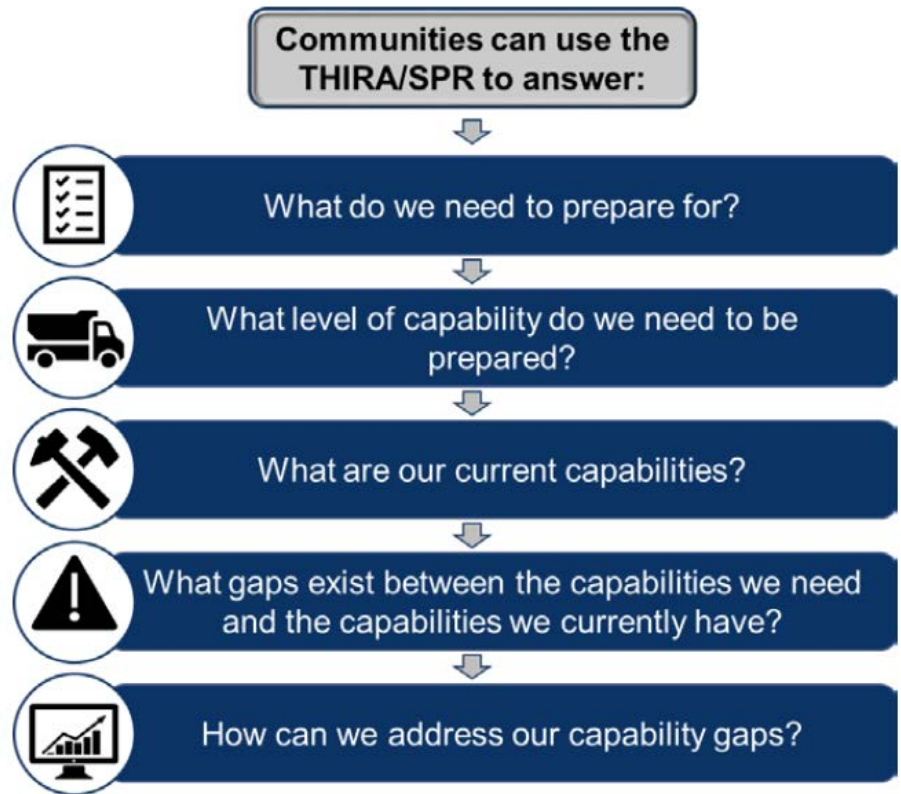 Communities can use the
THIRA/SPR to answer:
What do we need to prepare for?
What level of capability do we need to be
prepared?
What are our current capabilities?
What gaps exist between the capabilities we need
and the capabilities we currently have?
How can we address our capability gaps?